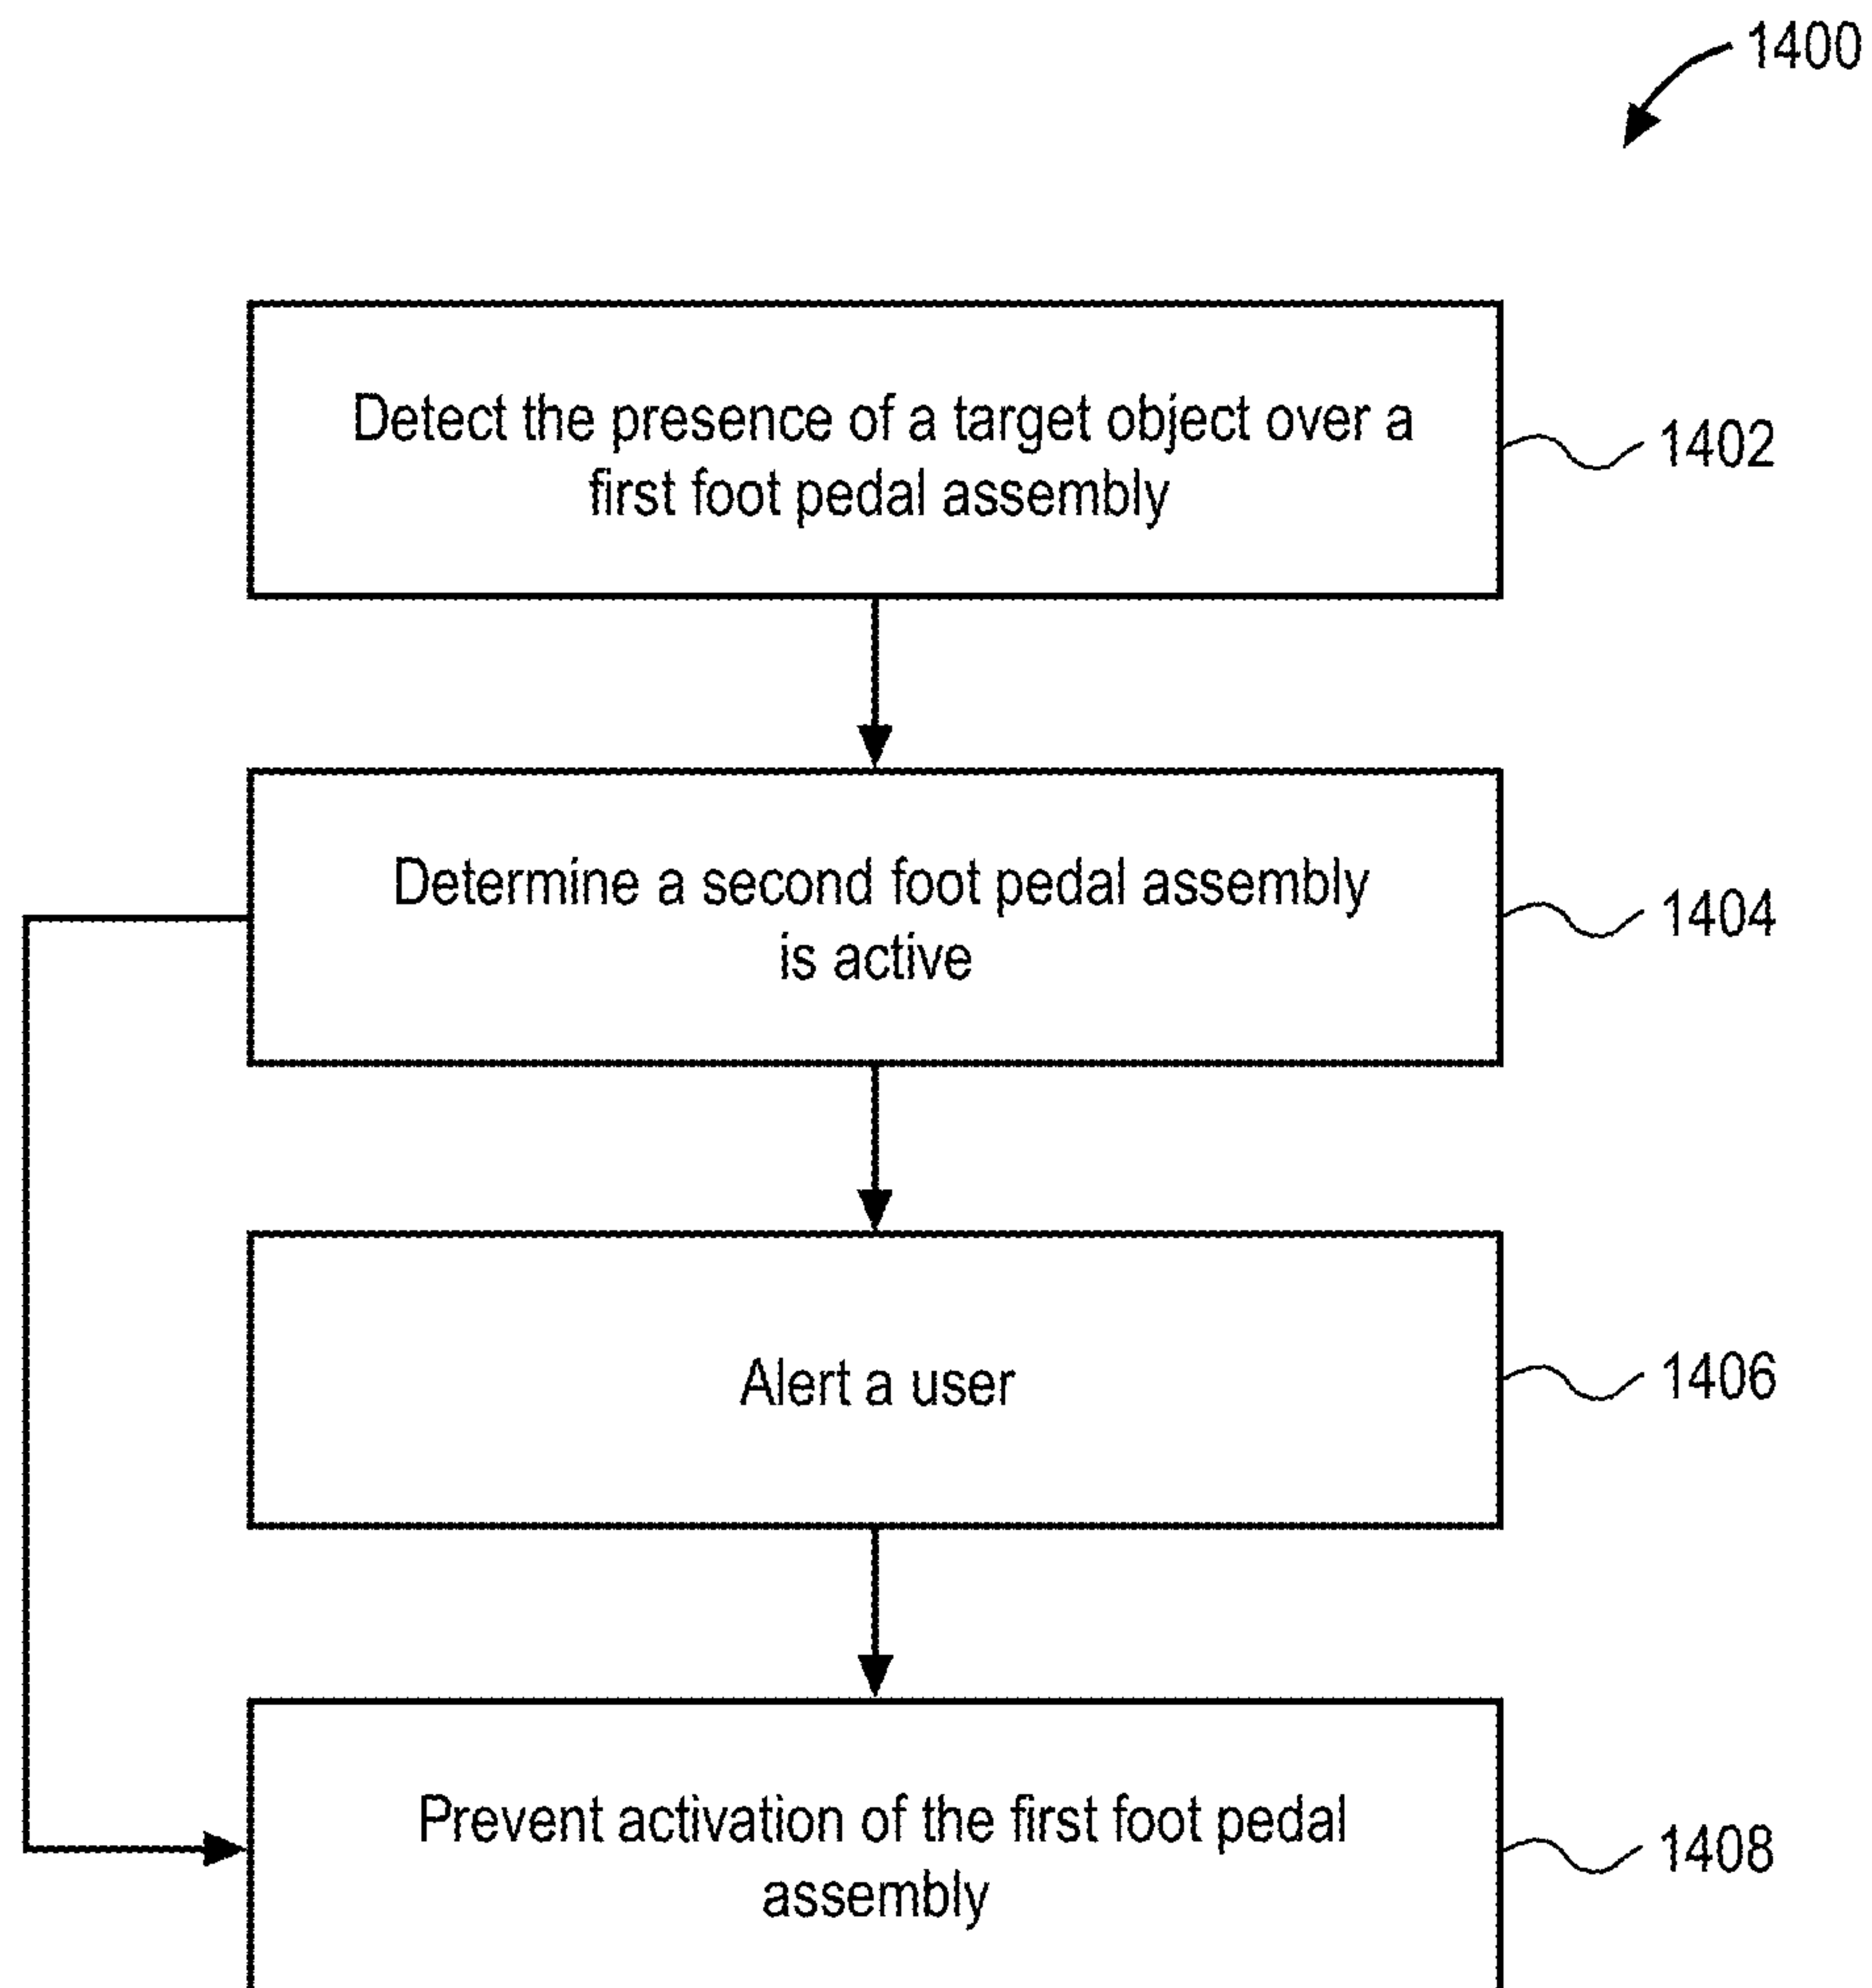 1400
Detect the presence of a target object over a
first foot pedal assembly
1402
Determine a second foot pedal assembly
is active
1404
Alert a user
1406
Prevent activation of the first foot pedal
assembly
1408